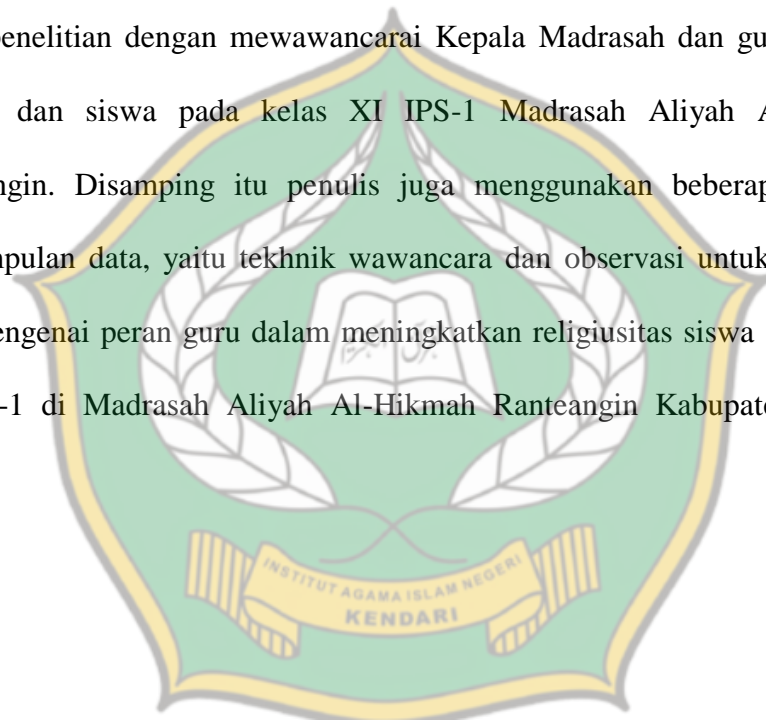 penelitian dengan mewawancarai Kepala Madrasah dan gu
dan siswa pada kelas XI IPS-1 Madrasah Aliyah A
ngin. Disamping itu penulis juga menggunakan beberap
mpulan data, yaitu tekhnik wawancara dan observasi untuk
engenai peran guru dalam meningkatkan religiusitas siswa
-1 di Madrasah Aliyah Al-Hikmah Ranteangin Kabupate
INSTITUT AGAMA ISLAM NEGERI
KENDARI